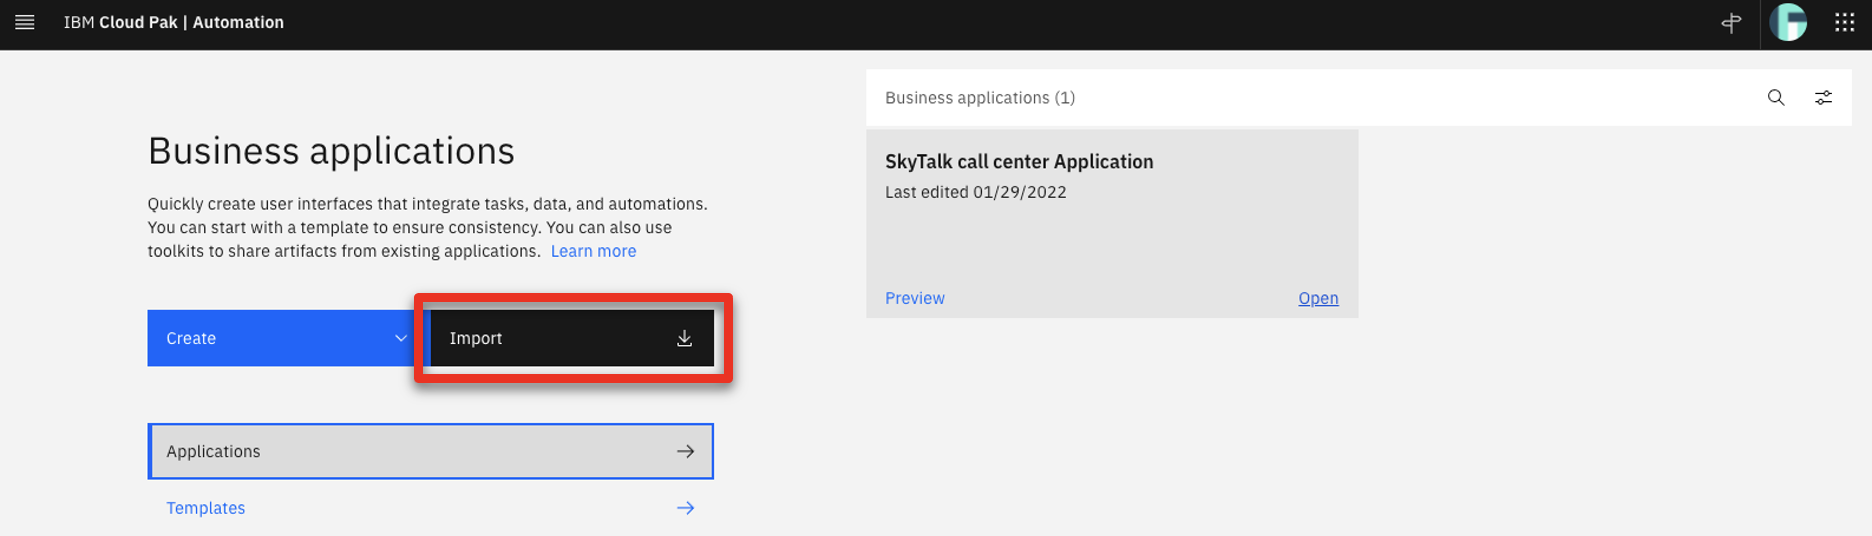 IBM Cloud Pak | Automation
Business applications
Quickly create user interfaces that integrate tasks, data, and automations.
You can start with a template to ensure consistency. You can also use
toolkits to share artifacts from existing applications. Learn more
Create
Import
Applications
Templates
Business applications (1)
SkyTalk call center Application
Last edited 01/29/2022
Preview
Open